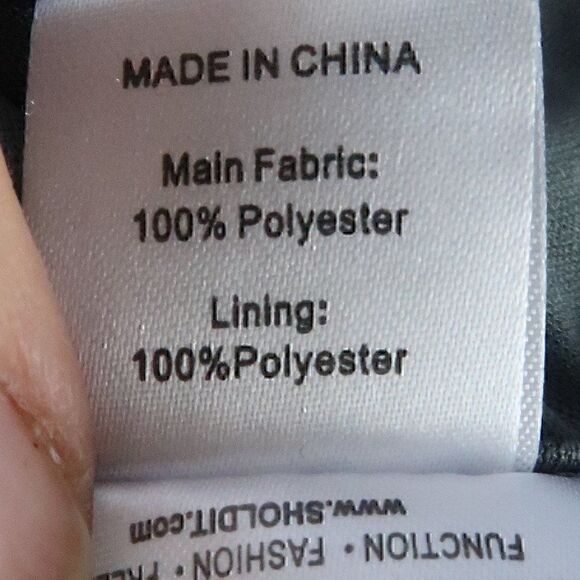 MADE IN CHINA
Main Fabric:
100% Polyester
Lining:
100%Polyester
www.SHOLDIT.com
FUNCTION • FASHION •